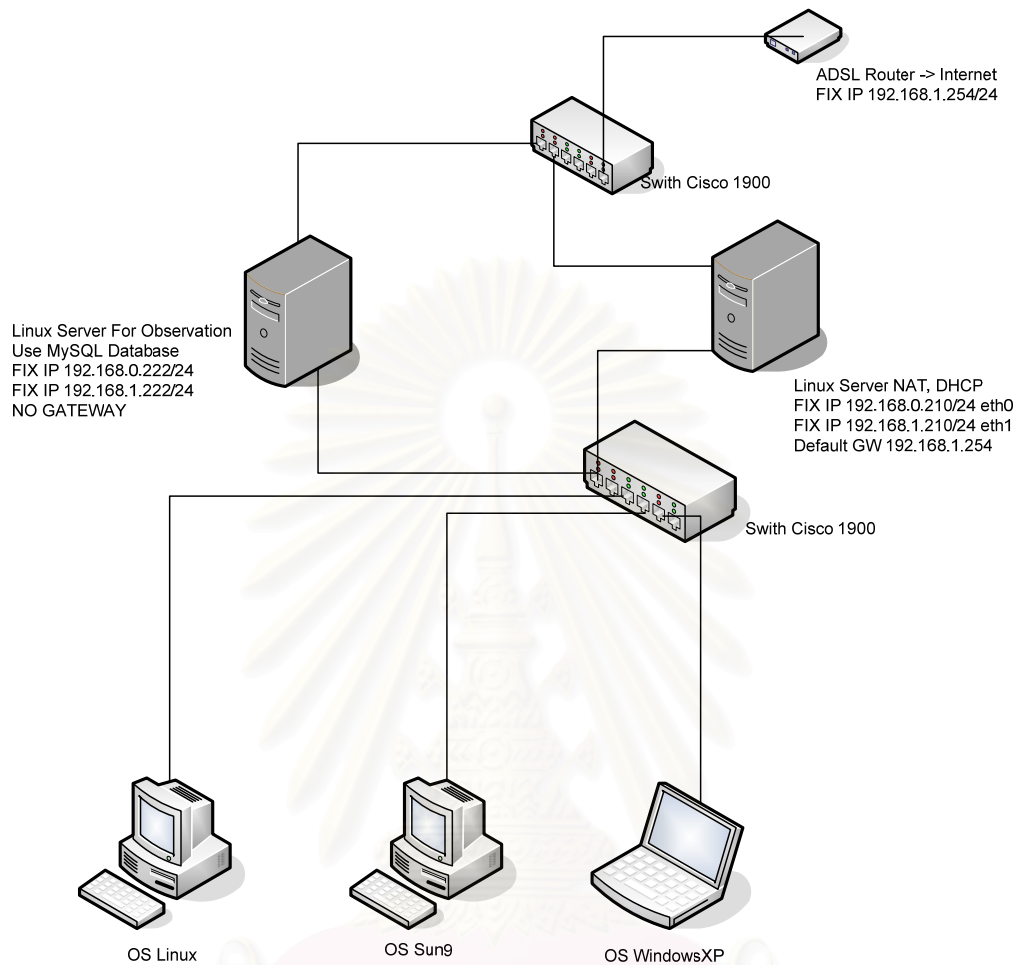 ADSL Router -> Internet
FIX IP 192.168.1.254/24
Swith Cisco 1900
Linux Server For Observation
Use MySQL Database
FIX IP 192.168.0.222/24
FIX IP 192.168.1.222/24
NO GATEWAY
Linux Server NAT, DHCP
FIX IP 192.168.0.210/24 eth0
FIX IP 192.168.1.210/24 eth1
Default GW 192.168.1.254
Swith Cisco 1900
OS Linux
OS Sun9
OS WindowsXP